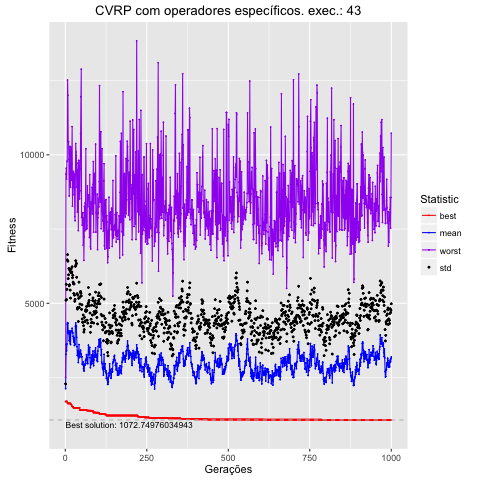 CVRP com operadores específicos. exec.: 43
Fitness
10000
5000
Best solution: 1072.74976034943
0
250
500
750
1000
Gerações
Statistic
best
mean
worst
std